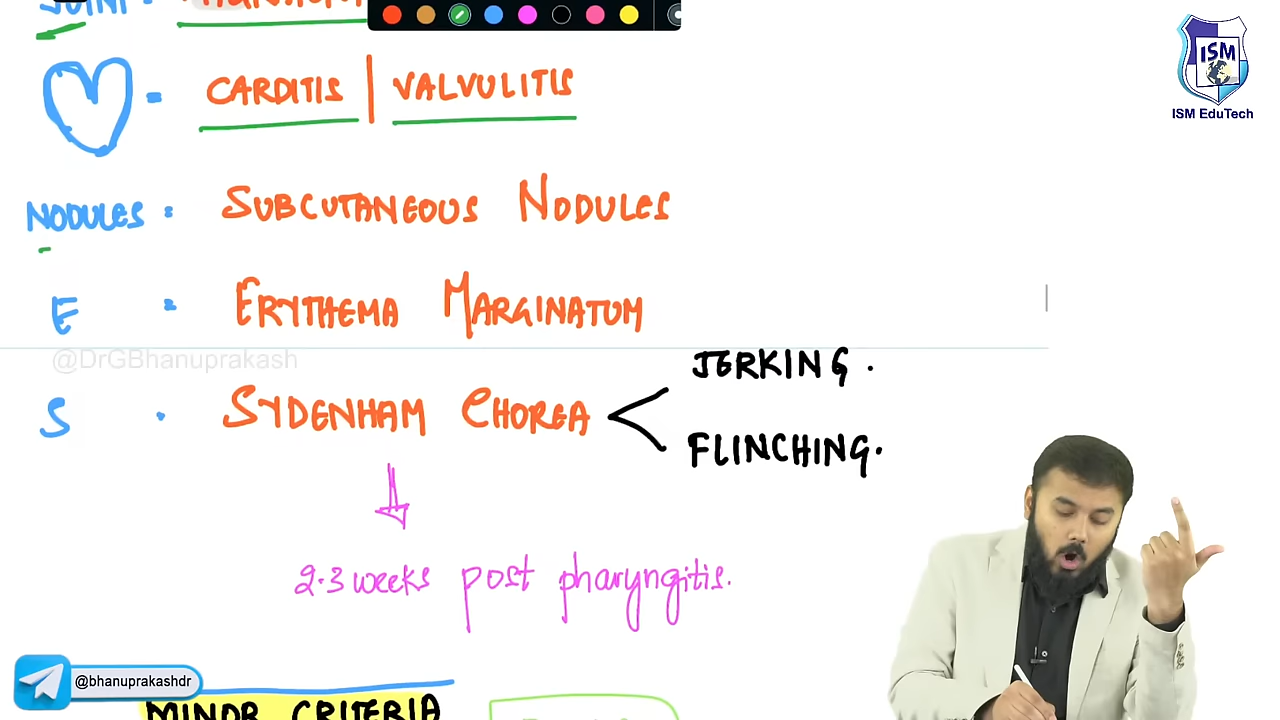 JOINT :
ISM
ISM EduTech
= CARDITIS | VALVULITIS
NODULES : SUBCUTANEOUS NODULES
E = ERYTHEMA MARGINATUM
@DrGBhanuprakash
JERKING.
S . SYDENHAM CHOREA
FLINCHING.
2-3 weeks post pharyngitis.
@bhanuprakashdr
MINOR CRITERIA